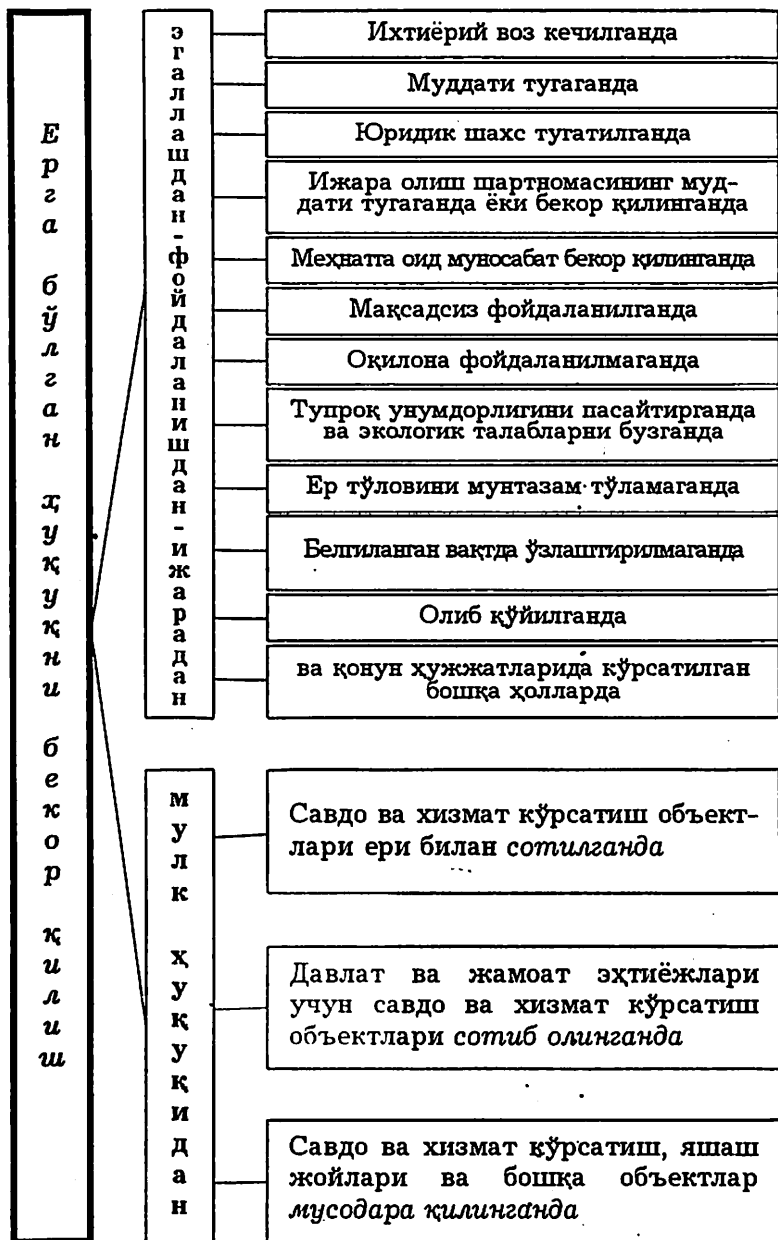 Ерга бўлган ҳуқуқни бекор қилиш
эгаллашдан-фойдаланишдан-ижарадан
Ихтиёрий воз кечилганда
Муддати тугаганда
Юридик шахс тугатилганда
Ижара олиш шартномасининг муд-
дати тугаганда ёки бекор қилинганда
Меҳнатга оид муносабат бекор қилинганда
Мақсадсиз фойдаланилганда
Оқилона фойдаланилмаганда
Тупроқ унумдорлигини пасайтирганда
ва экологик талабларни бузганда
Ер тўловини мунтазам тўламаганда
Белгиланган вақтда ўзлаштирилмаганда
Олиб қўйилганда
ва қонун ҳужжатларида кўрсатилган
бошқа ҳолларда
мулк ҳуқуқидан
Савдо ва хизмат кўрсатиш объект-
лари ери билан сотилганда
Давлат ва жамоат эҳтиёжлари
учун савдо ва хизмат кўрсатиш
объектлари сотиб олинганда
Савдо ва хизмат кўрсатиш, яшаш
жойлари ва бошқа объектлар
мусодара қилинганда